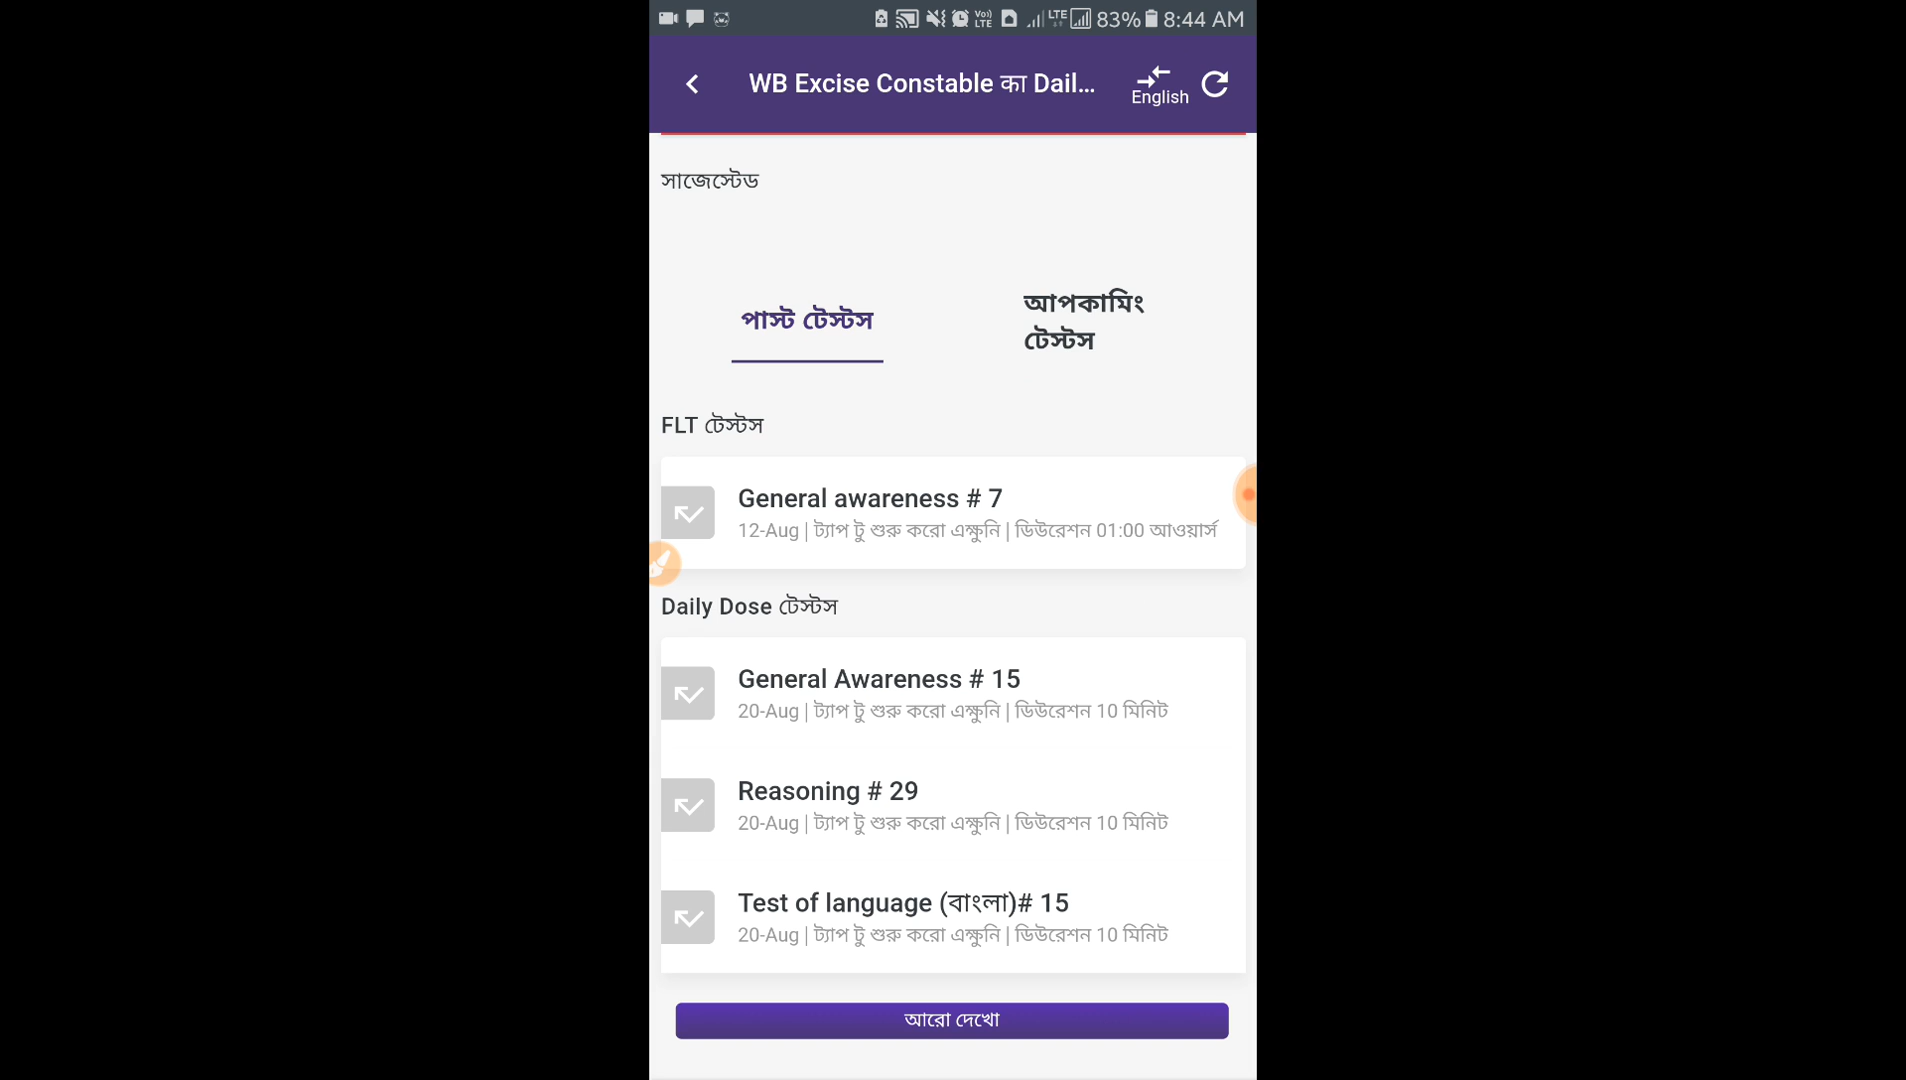 Vo)) LTE LTE 83% 8:44 AM
WB Excise Constable का Dail...
English
সাজেস্টেড
পাস্ট টেস্টস
আপকামিং
টেস্টস
FLT টেস্টস
General awareness # 7
12-Aug | ট্যাপ টু শুরু করো এক্ষুনি | ডিউরেশন 01:00 আওয়ার্স
Daily Dose টেস্টস
General Awareness # 15
20-Aug | ট্যাপ টু শুরু করো এক্ষুনি | ডিউরেশন 10 মিনিট
Reasoning # 29
20-Aug | ট্যাপ টু শুরু করো এক্ষুনি | ডিউরেশন 10 মিনিট
Test of language (বাংলা)# 15
20-Aug | ট্যাপ টু শুরু করো এক্ষুনি | ডিউরেশন 10 মিনিট
আরো দেখো